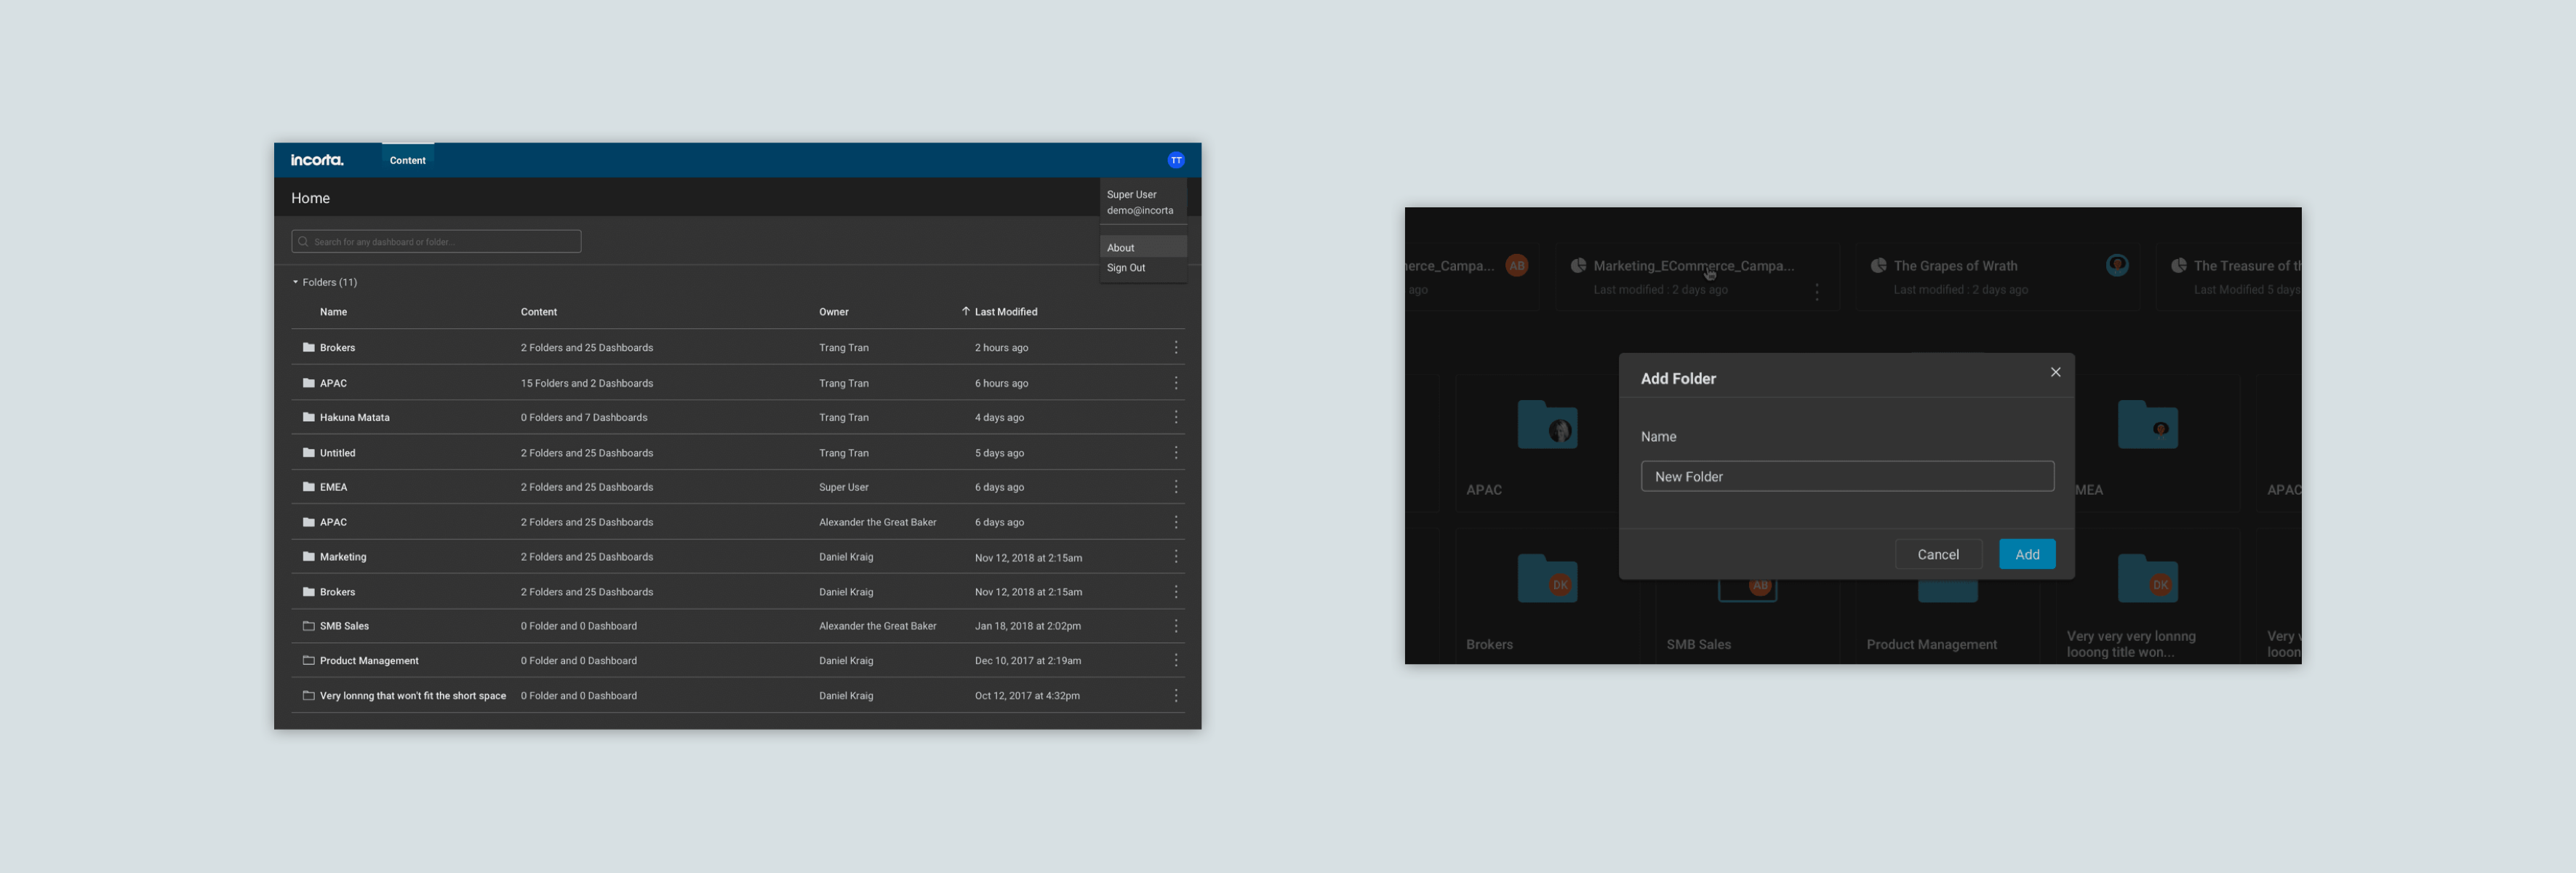 incorta.
Content
TT
Home
Super User
demo@incorta
About
Sign Out
Search for any dashboard or folder...
Folders (11)
Name Content Owner Last Modified
Brokers 2 Folders and 25 Dashboards Trang Tran 2 hours ago
APAC 15 Folders and 2 Dashboards Trang Tran 6 hours ago
Hakuna Matata 0 Folders and 7 Dashboards Trang Tran 4 days ago
Untitled 2 Folders and 25 Dashboards Trang Tran 5 days ago
EMEA 2 Folders and 25 Dashboards Super User 6 days ago
APAC 2 Folders and 25 Dashboards Alexander the Great Baker 6 days ago
Marketing 2 Folders and 25 Dashboards Daniel Kraig Nov 12, 2018 at 2:15am
Brokers 2 Folders and 25 Dashboards Daniel Kraig Nov 12, 2018 at 2:15am
SMB Sales 0 Folder and 0 Dashboard Alexander the Great Baker Jan 18, 2018 at 2:02pm
Product Management 0 Folder and 0 Dashboard Daniel Kraig Dec 10, 2017 at 2:19am
Very lonnng that won't fit the short space 0 Folder and 0 Dashboard Daniel Kraig Oct 12, 2017 at 4:32pm
erce_Campa... AB Marketing_ECommerce_Campa... The Grapes of Wrath The Treasure of t
ago Last modified : 2 days ago Last modified : 2 days ago Last Modified 5 days
Add Folder
Name
New Folder
Cancel Add
APAC MEA APAC
DK AB DK
Brokers SMB Sales Product Management Very very very lonnng Very
looong title won... looon